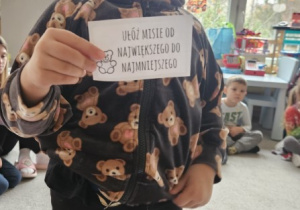 UŁÓŻ MISIE OD
NAJWIĘKSZEGO DO
NAJMNIEJSZEGO